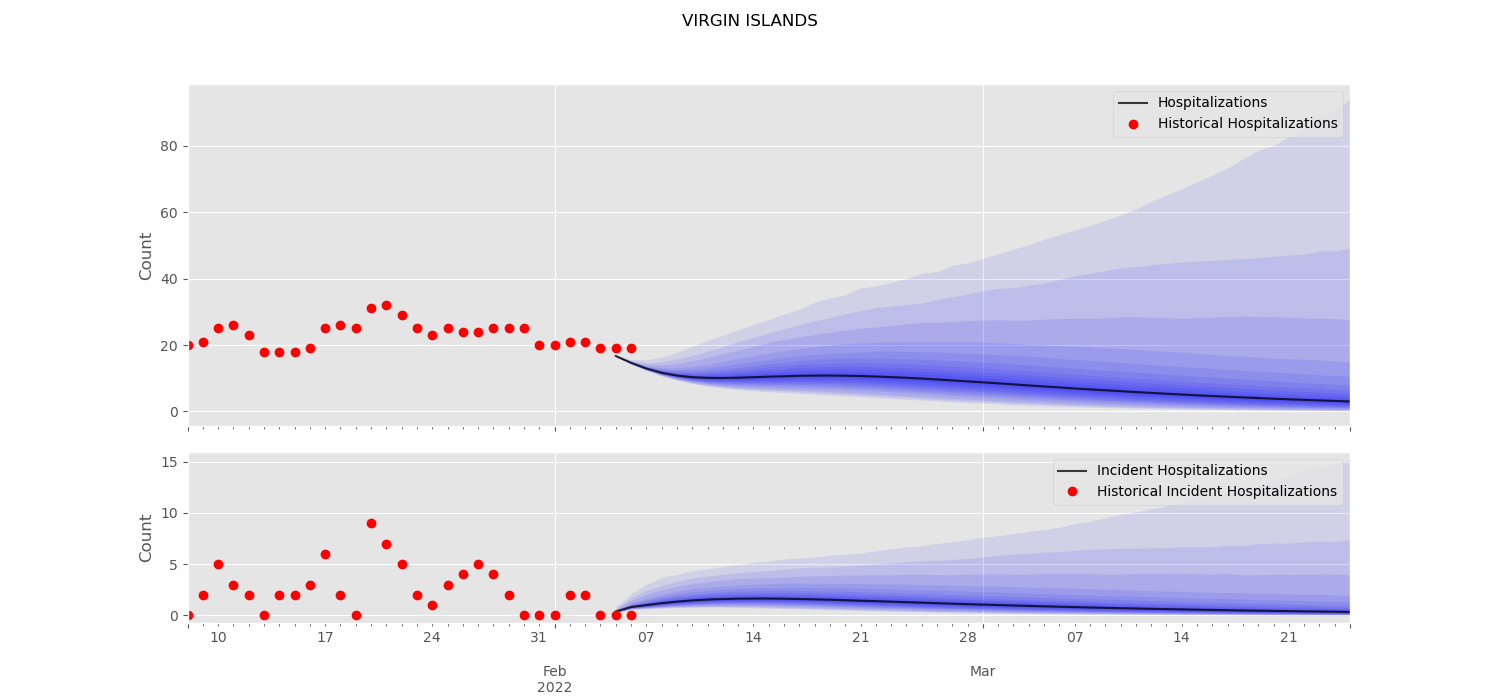 VIRGIN ISLANDS
Hospitalizations
Historical Hospitalizations
80
60
40
20
0
Count
Incident Hospitalizations
Historical Incident Hospitalizations
15
10
5
0
Count
10 17 24 31 07 14 21 28 07 14 21
Feb Mar
2022